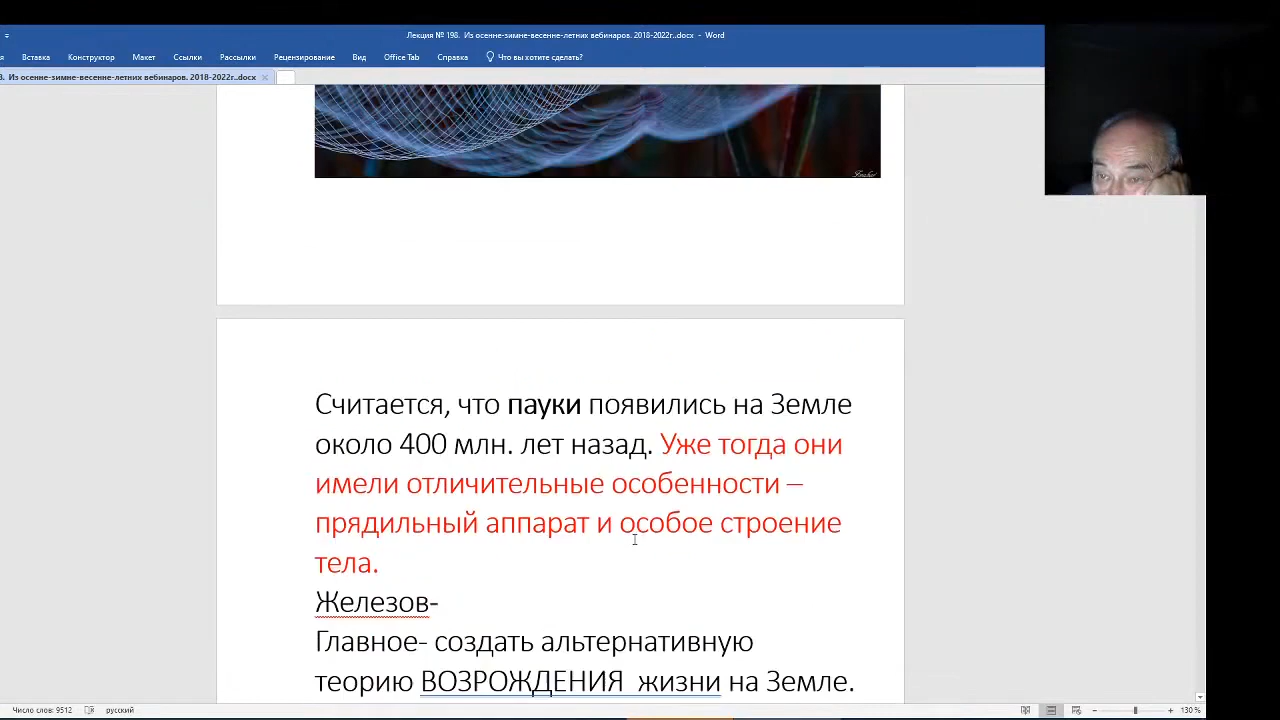 Лекция № 198. Из осенне-зимне-весенне-летних вебинаров. 2018-2022г..docx - Word
Вставка Конструктор Макет Ссылки Рассылки Рецензирование Вид Office Tab Справка Что вы хотите сделать?
8. Из осенне-зимне-весенне-летних вебинаров. 2018-2022г..docx
Считается, что пауки появились на Земле
около 400 млн. лет назад. Уже тогда они
имели отличительные особенности –
прядильный аппарат и особое строение
тела.
Железов-
Главное- создать альтернативную
теорию ВОЗРОЖДЕНИЯ жизни на Земле.
Число слов: 9512 русский 130 %